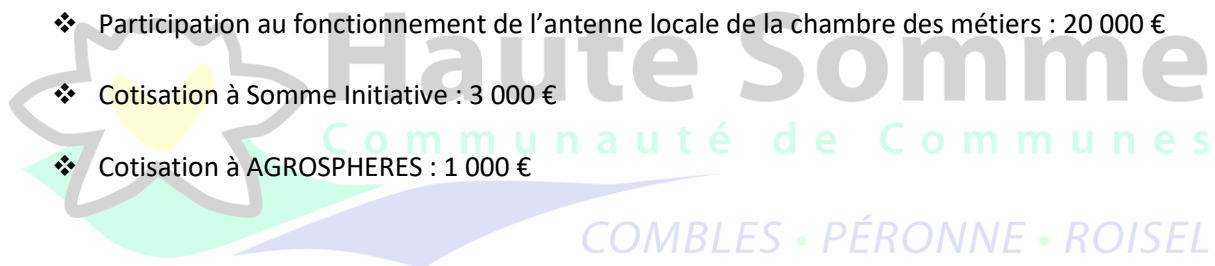 ❖ Participation au fonctionnement de l’antenne locale de la chambre des métiers : 20 000 €
Haute Somme
❖ Cotisation à Somme Initiative : 3 000 €
Communauté de Communes
❖ Cotisation à AGROSPHERES : 1 000 €
COMBLES • PÉRONNE • ROISEL